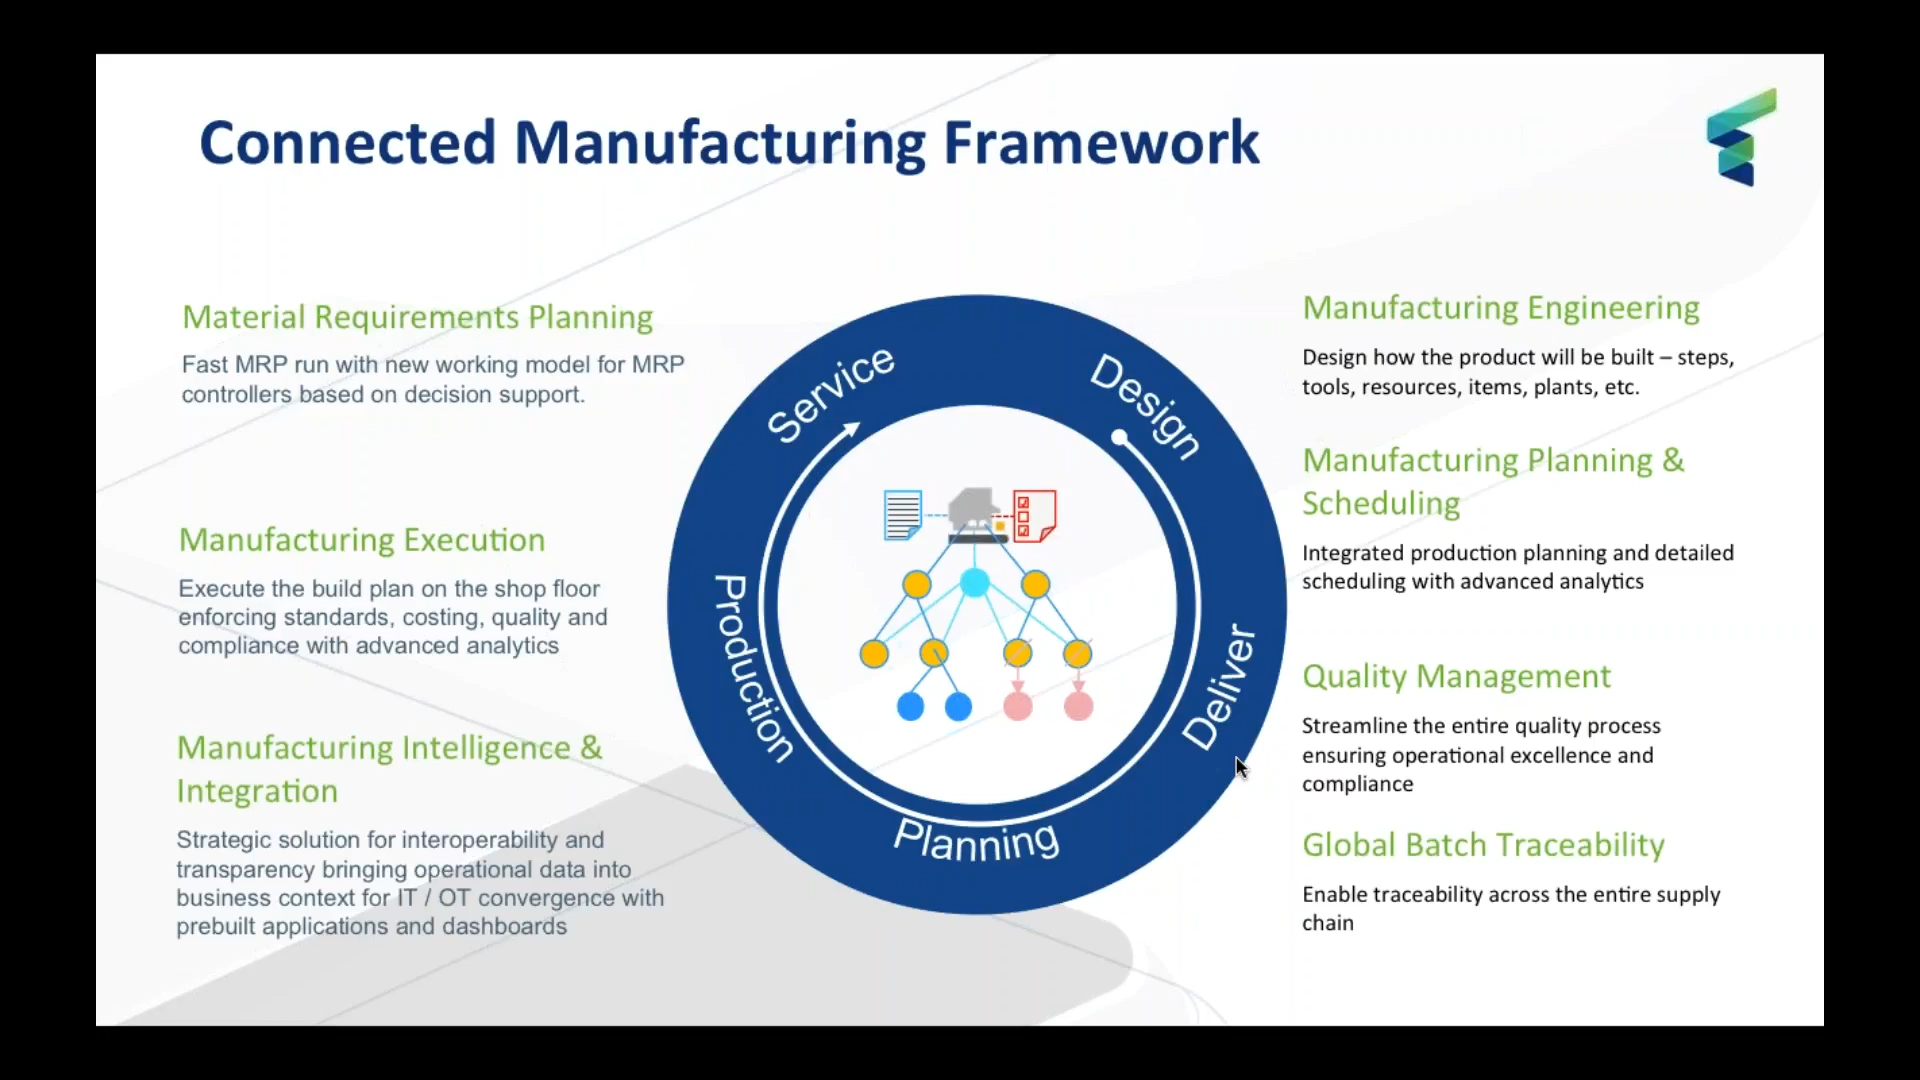 Connected Manufacturing Framework
Material Requirements Planning
Fast MRP run with new working model for MRP
controllers based on decision support.
Manufacturing Execution
Execute the build plan on the shop floor
enforcing standards, costing, quality and
compliance with advanced analytics
Manufacturing Intelligence &
Integration
Strategic solution for interoperability and
transparency bringing operational data into
business context for IT / OT convergence with
prebuilt applications and dashboards
Service
Design
Production
Deliver
Planning
Manufacturing Engineering
Design how the product will be built – steps,
tools, resources, items, plants, etc.
Manufacturing Planning &
Scheduling
Integrated production planning and detailed
scheduling with advanced analytics
Quality Management
Streamline the entire quality process
ensuring operational excellence and
compliance
Global Batch Traceability
Enable traceability across the entire supply
chain